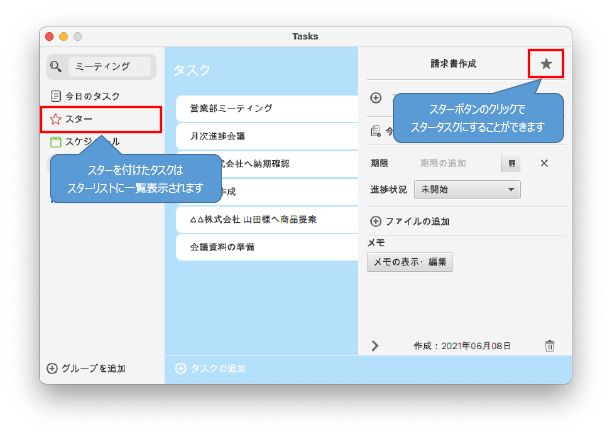 Tasks
ミーティング
今日のタスク
スター
スケジュール
スターを付けたタスクは
スターリストに一覧表示されます
グループを追加
タスク
営業部ミーティング
月次進捗会議
式会社へ納期確認
作成
△△株式会社 山田様へ商品提案
会議資料の準備
タスクの追加
請求書作成
スターボタンのクリックで
スタータスクにすることができます
今
期限
期限の追加
進捗状況
未開始
ファイルの追加
メモ
メモの表示・編集
作成：2021年06月08日